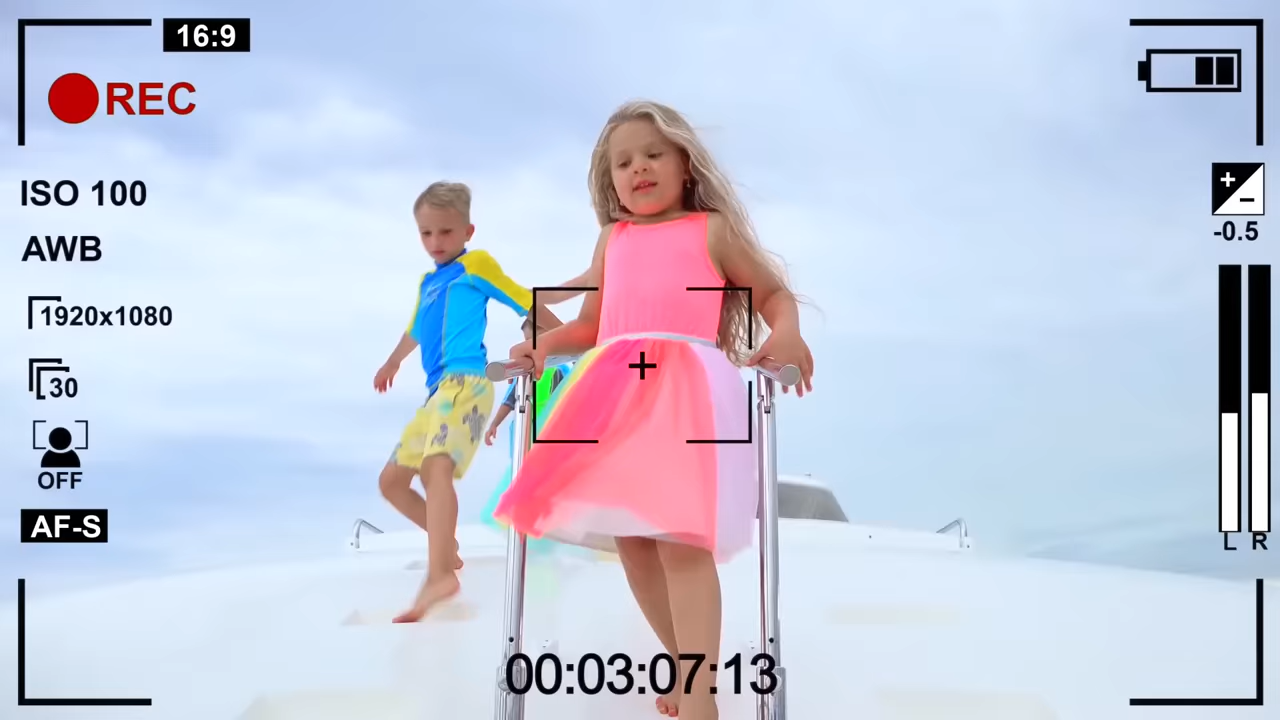 16:9
REC
ISO 100
AWB
1920x1080
30
OFF
AF-S
-0.5
L R
00:03:07:13